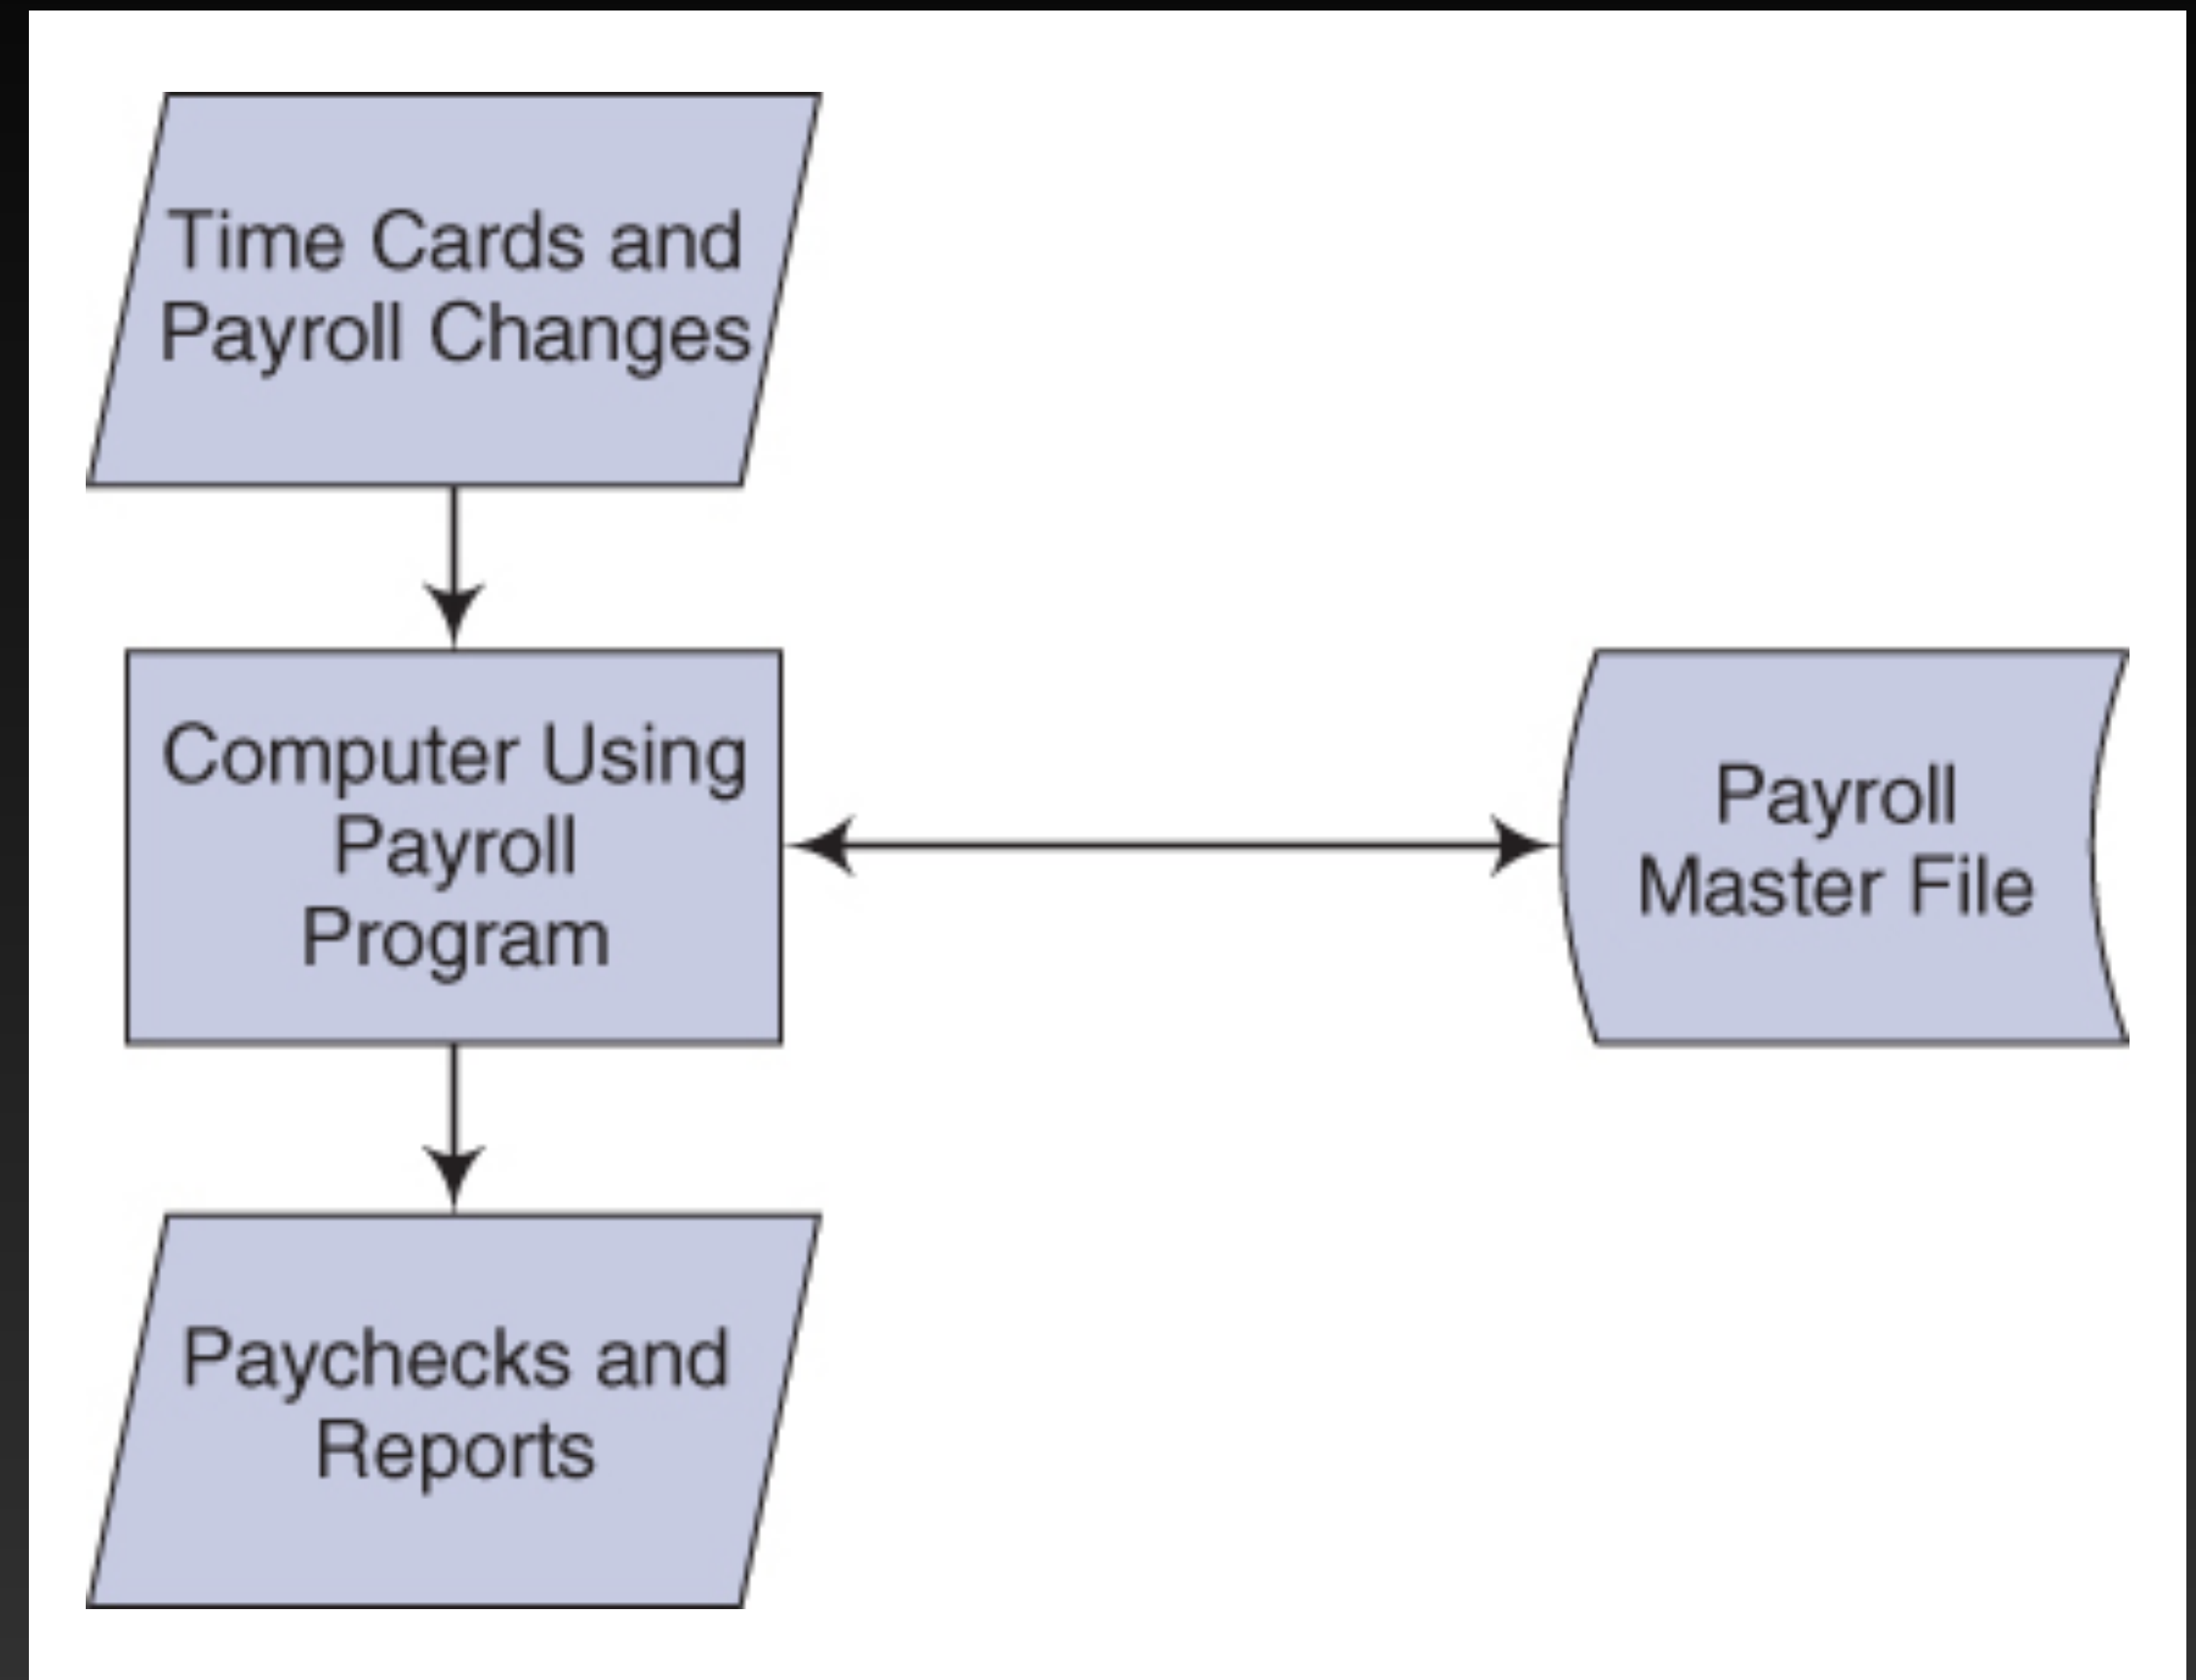 Time Cards and
Payroll Changes
Computer Using
Payroll
Program
Payroll
Master File
Paychecks and
Reports